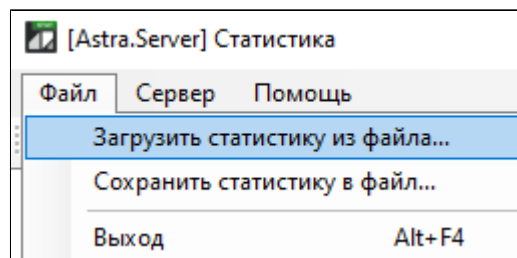 [Astra.Server] Статистика
Файл Сервер Помощь
Загрузить статистику из файла...
Сохранить статистику в файл...
Выход Alt+F4